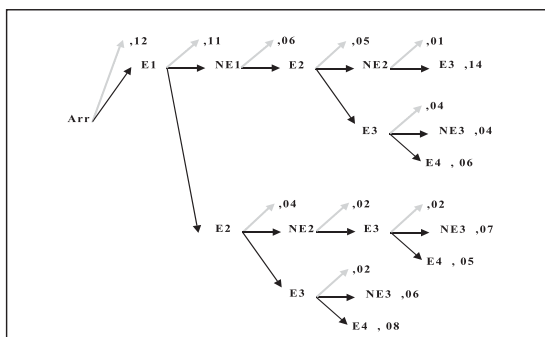 ,12 ,11 ,06 ,05 ,01
E1 NE1 E2 NE2 E3 ,14
,04
Arr E3 NE3 ,04
E4 , 06
,04 ,02 ,02
E2 NE2 E3 NE3 ,07
,02 E4 , 05
E3 NE3 ,06
E4, 08